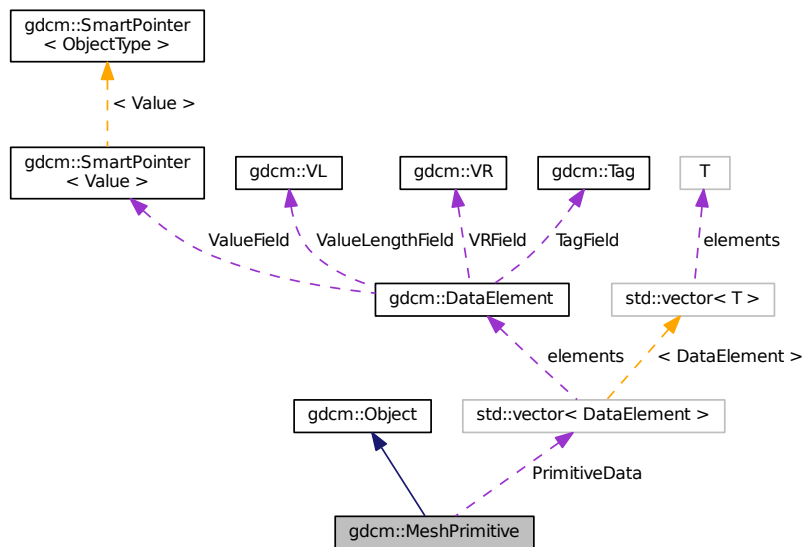 gdcm::SmartPointer
< ObjectType >
< Value >
gdcm::SmartPointer
< Value >
gdcm::VL
gdcm::VR
gdcm::Tag
T
ValueField
ValueLengthField
VRField
TagField
elements
gdcm::DataElement
std::vector< T >
elements
< DataElement >
gdcm::Object
std::vector< DataElement >
PrimitiveData
gdcm::MeshPrimitive